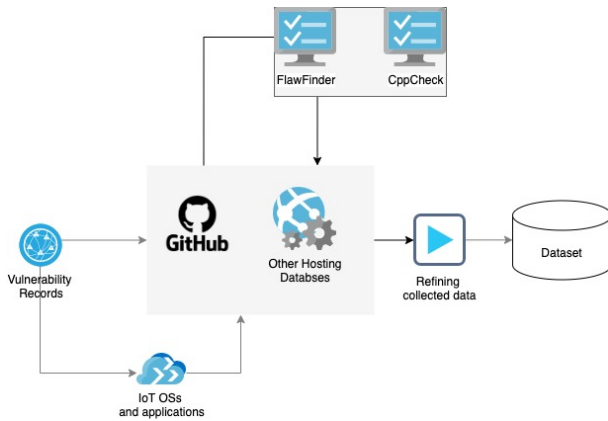 FlawFinder
CppCheck
GitHub
Other Hosting
Databses
Vulnerability
Records
Refining
collected data
Dataset
IoT OSs
and applications